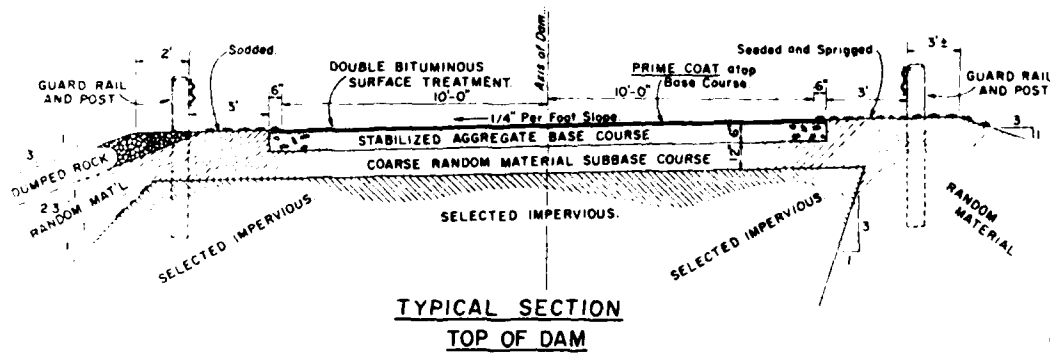 2'
Sodded.
Axis of Dam.
Seeded and Sprigged
3'±
GUARD RAIL
AND POST
3'
6"
DOUBLE BITUMINOUS
SURFACE TREATMENT.
10'-0"
PRIME COAT atop
Base Course.
10'-0"
6"
3'
GUARD RAIL
AND POST
1/4" Per Foot Slope.
STABILIZED AGGREGATE BASE COURSE
6"
12"
COARSE RANDOM MATERIAL SUBBASE COURSE
3
1
DUMPED ROCK
3
1
RANDOM MAT'L
2.3
1
SELECTED IMPERVIOUS
SELECTED IMPERVIOUS.
SELECTED IMPERVIOUS
3
1
RANDOM
MATERIAL
TYPICAL SECTION
TOP OF DAM